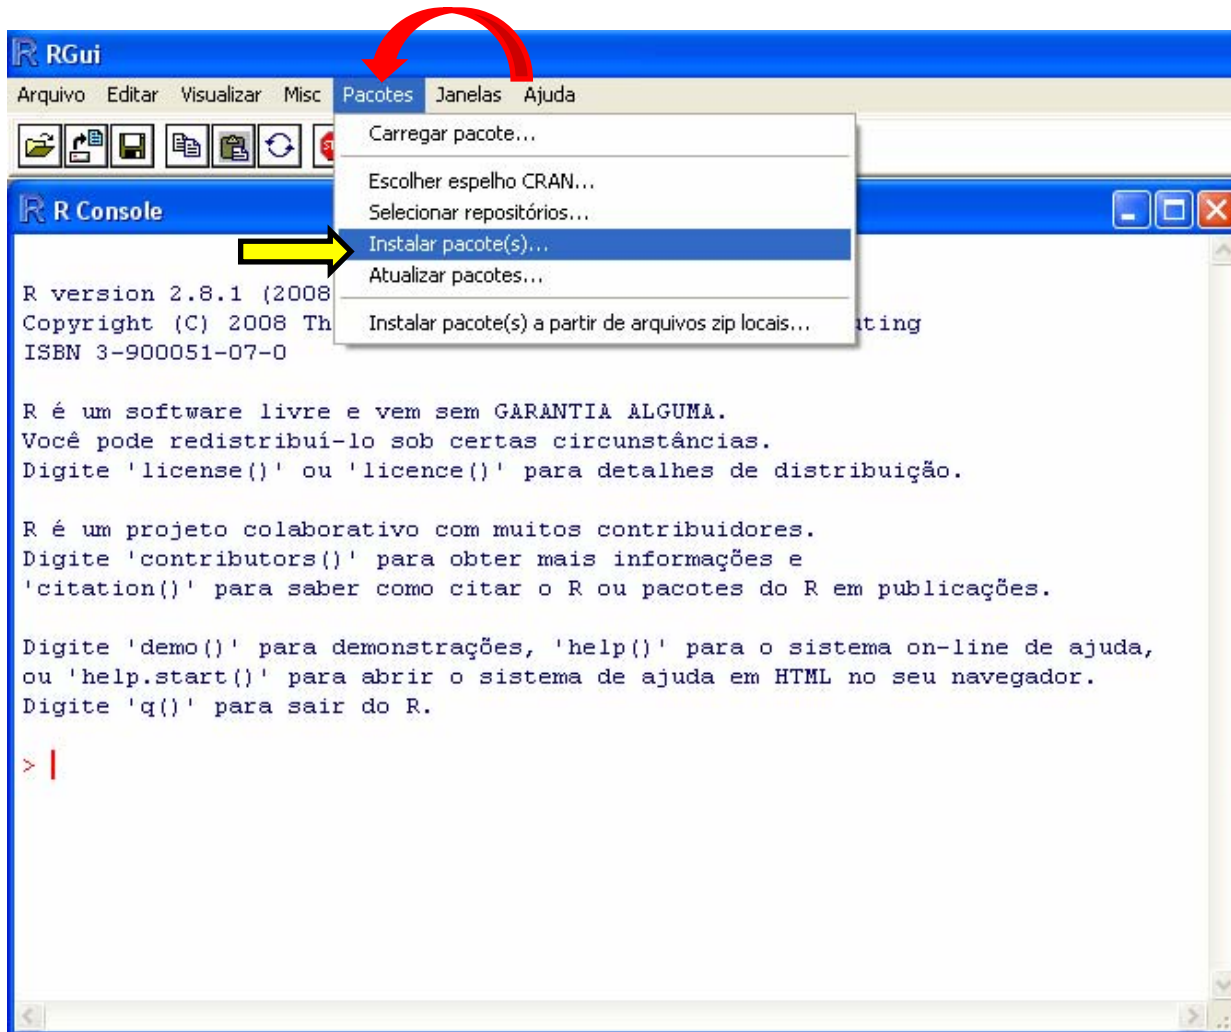 RGui
Arquivo Editar Visualizar Misc Pacotes Janelas Ajuda
Carregar pacote...
Escolher espelho CRAN...
Selecionar repositórios...
Instalar pacote(s)...
Atualizar pacotes...
Instalar pacote(s) a partir de arquivos zip locais...
R Console
R version 2.8.1 (2008
Copyright (C) 2008 Th
ISBN 3-900051-07-0
R é um software livre e vem sem GARANTIA ALGUMA.
Você pode redistribuí-lo sob certas circunstâncias.
Digite 'license()' ou 'licence()' para detalhes de distribuição.
R é um projeto colaborativo com muitos contribuidores.
Digite 'contributors()' para obter mais informações e
'citation()' para saber como citar o R ou pacotes do R em publicações.
Digite 'demo()' para demonstrações, 'help()' para o sistema on-line de ajuda,
ou 'help.start()' para abrir o sistema de ajuda em HTML no seu navegador.
Digite 'q()' para sair do R.
>